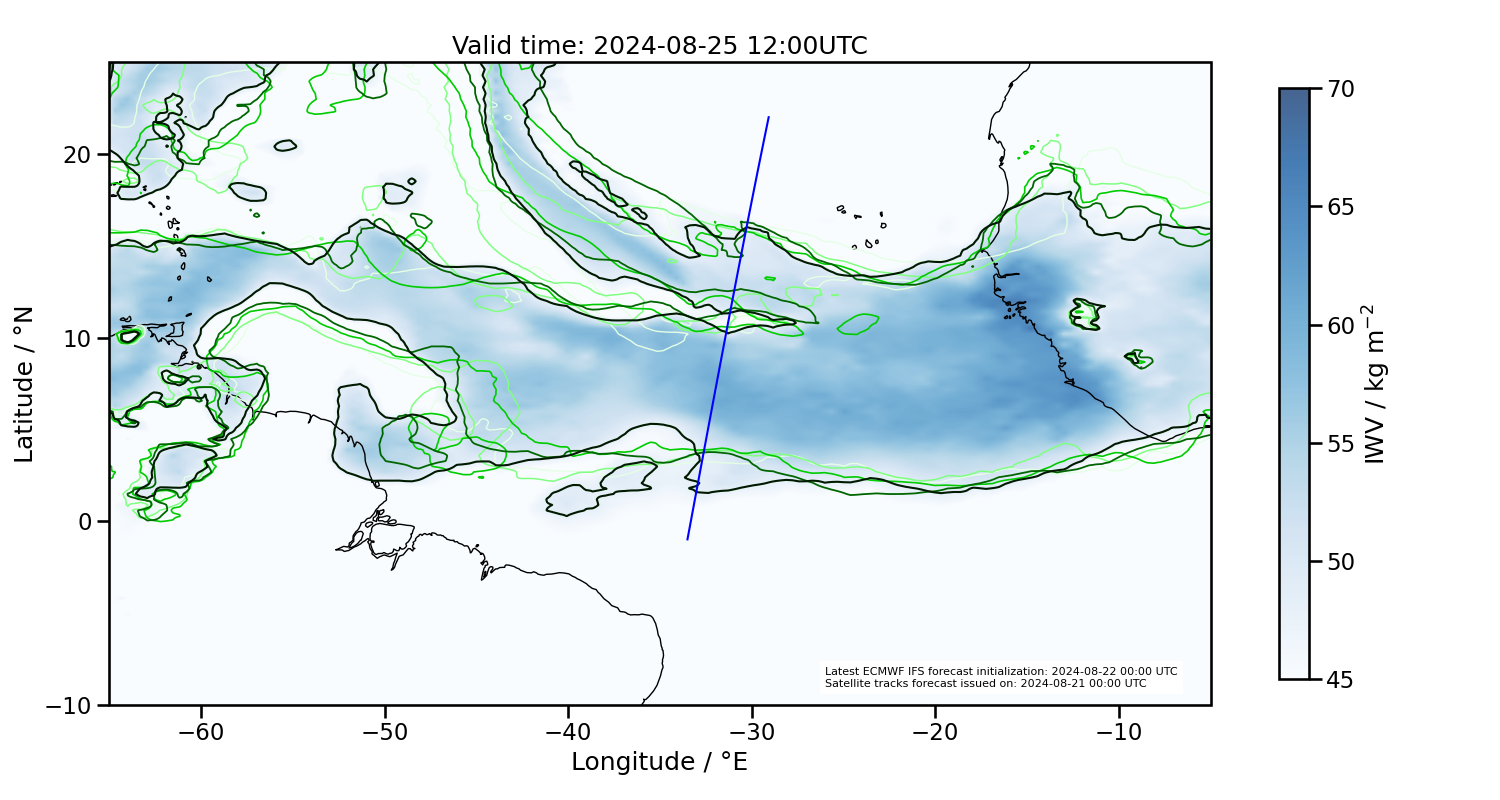 Valid time: 2024-08-25 12:00UTC
Latitude / °N
20
10
0
−10
−60
−50
−40
−30
−20
−10
Longitude / °E
Latest ECMWF IFS forecast initialization: 2024-08-22 00:00 UTC
Satellite tracks forecast issued on: 2024-08-21 00:00 UTC
70
65
60
55
50
45
IWV / kg m⁻²